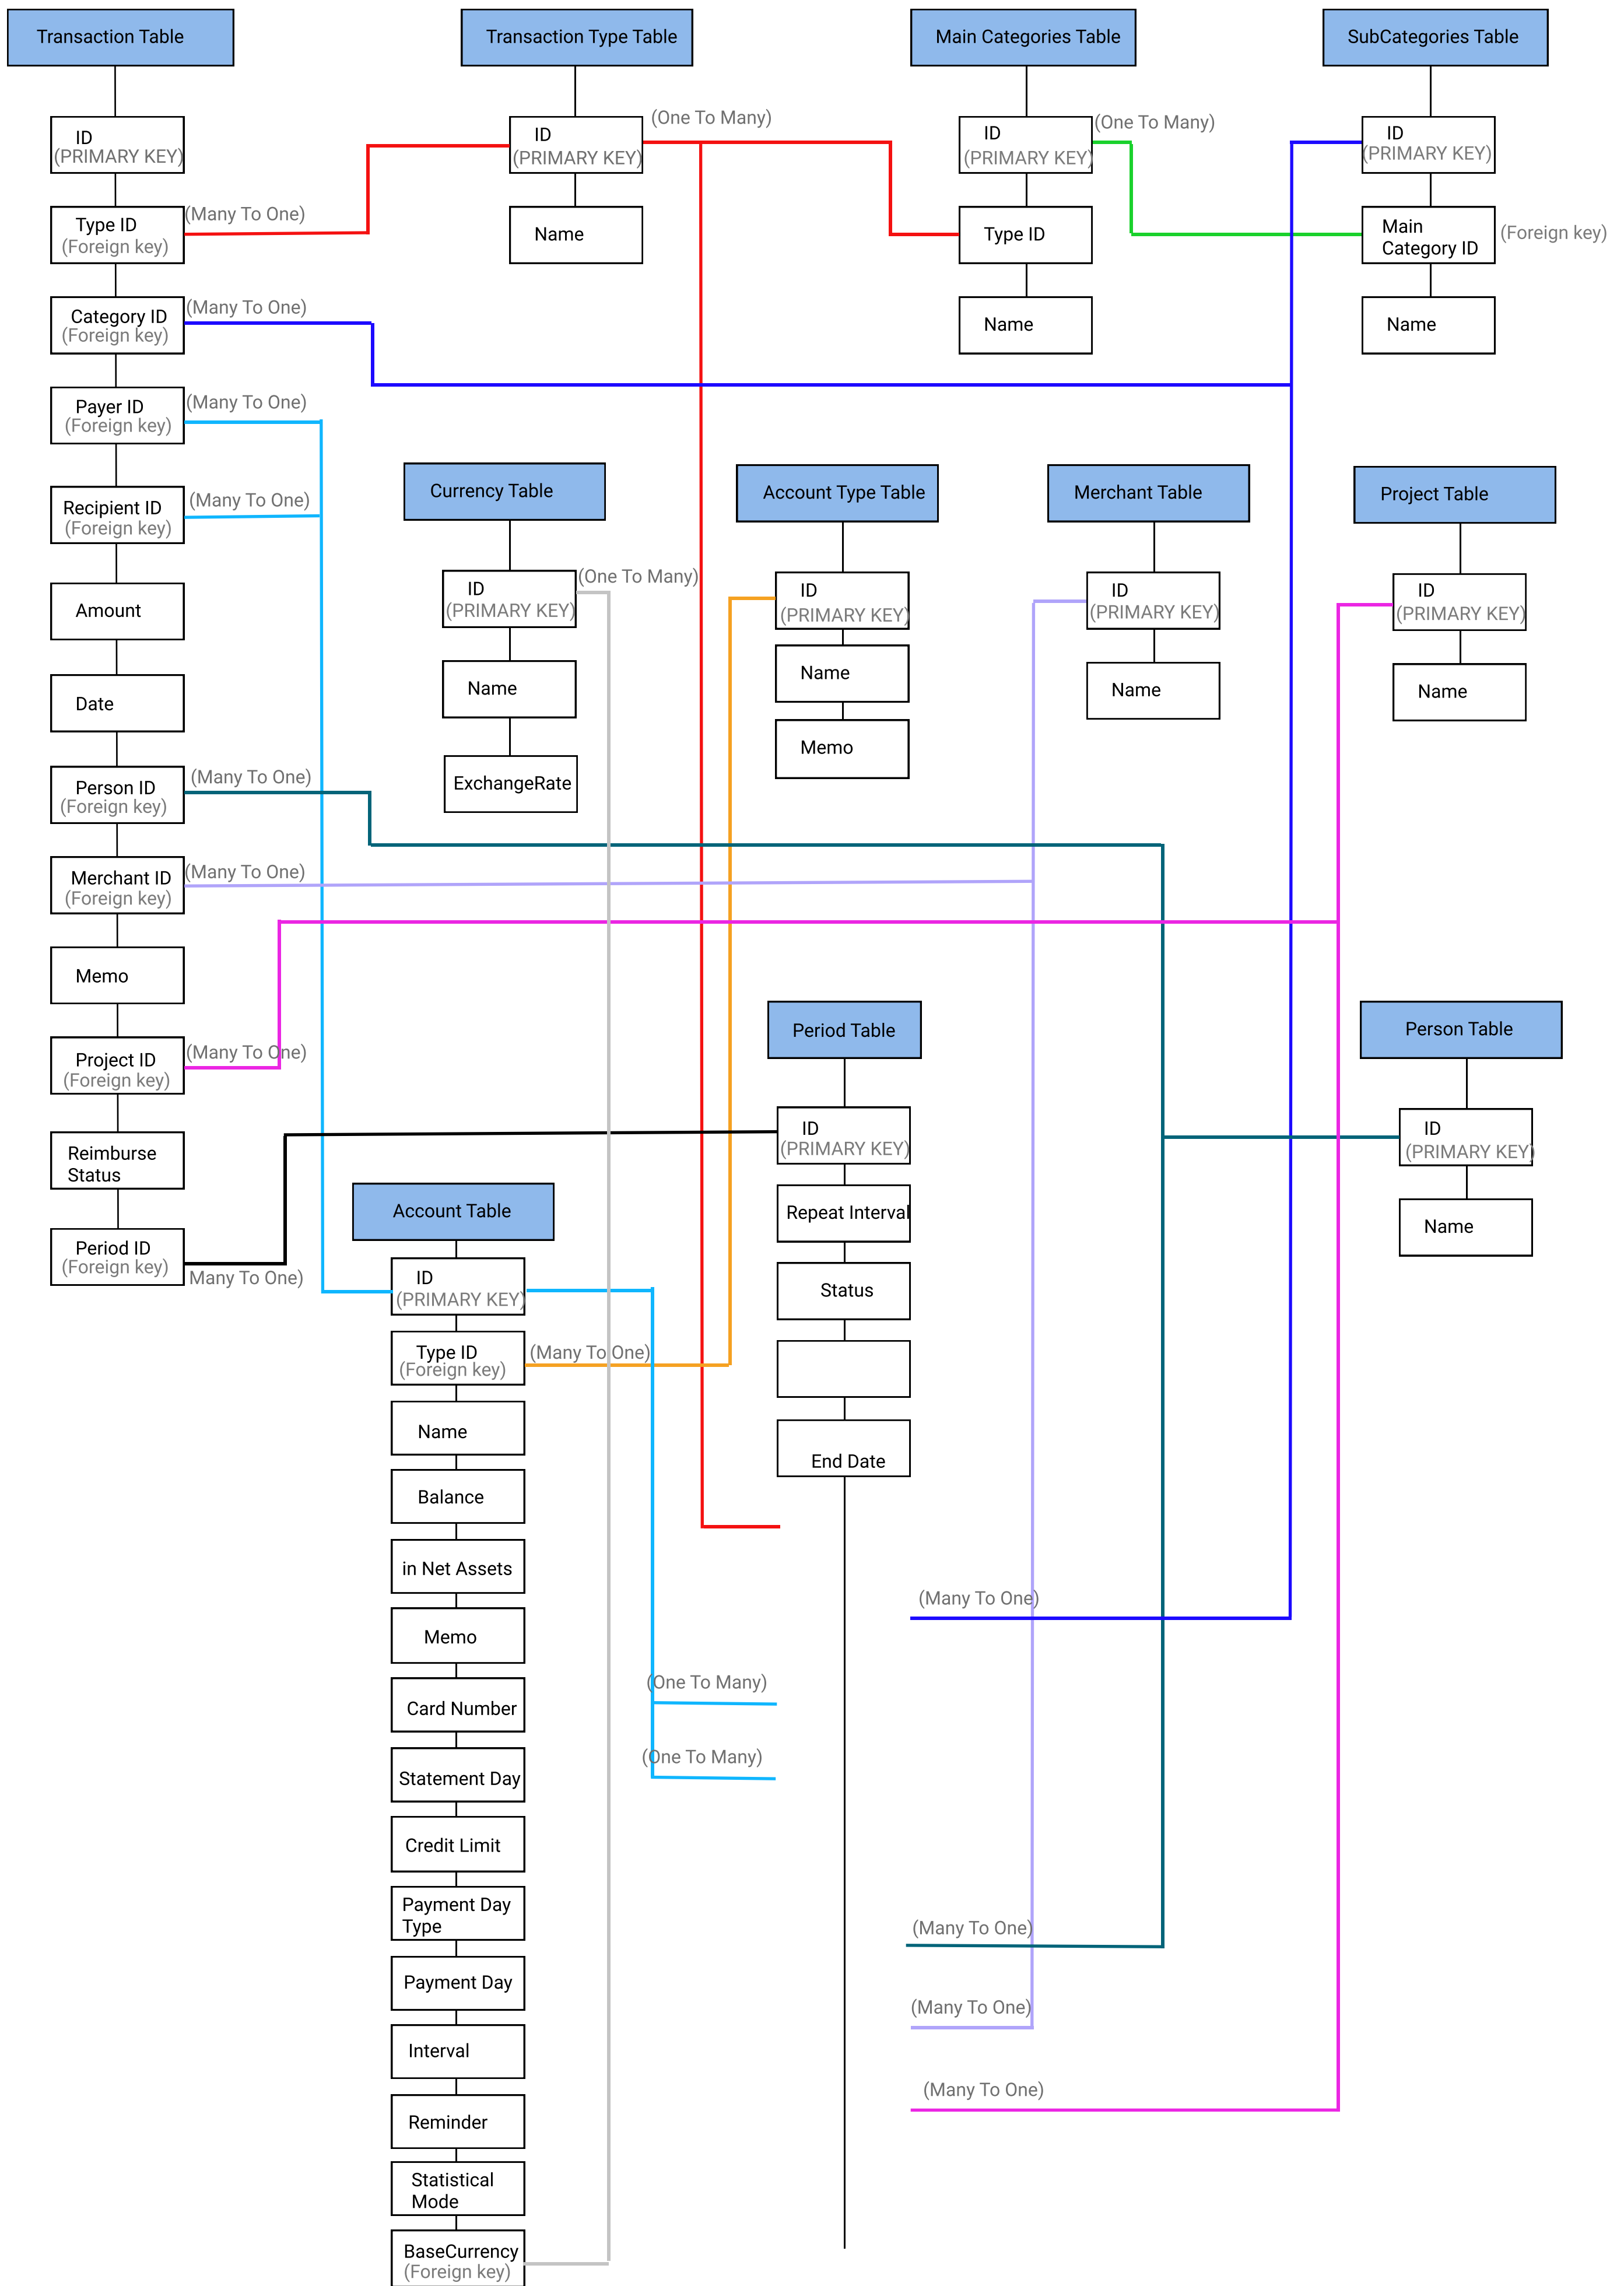 Transaction Table
Transaction Type Table
Main Categories Table
SubCategories Table
ID
(PRIMARY KEY)
Type ID
(Foreign key)
(Many To One)
Category ID
(Foreign key)
(Many To One)
Payer ID
(Foreign key)
(Many To One)
Recipient ID
(Foreign key)
(Many To One)
Amount
Date
Person ID
(Foreign key)
(Many To One)
Merchant ID
(Foreign key)
(Many To One)
Memo
Project ID
(Foreign key)
(Many To One)
Reimburse
Status
Period ID
(Foreign key)
Many To One)
ID
(PRIMARY KEY)
(One To Many)
Name
ID
(PRIMARY KEY)
(One To Many)
Type ID
Name
ID
(PRIMARY KEY)
Main
Category ID
(Foreign key)
Name
Currency Table
ID
(PRIMARY KEY)
(One To Many)
Name
ExchangeRate
Account Type Table
ID
(PRIMARY KEY)
Name
Memo
Merchant Table
ID
(PRIMARY KEY)
Name
Project Table
ID
(PRIMARY KEY)
Name
Period Table
ID
(PRIMARY KEY)
Repeat Interval
Status
End Date
Person Table
ID
(PRIMARY KEY)
Name
Account Table
ID
(PRIMARY KEY)
Type ID
(Foreign key)
(Many To One)
Name
Balance
in Net Assets
Memo
Card Number
Statement Day
Credit Limit
Payment Day
Type
Payment Day
Interval
Reminder
Statistical
Mode
BaseCurrency
(Foreign key)
(Many To One)
(One To Many)
(One To Many)
(Many To One)
(Many To One)
(Many To One)